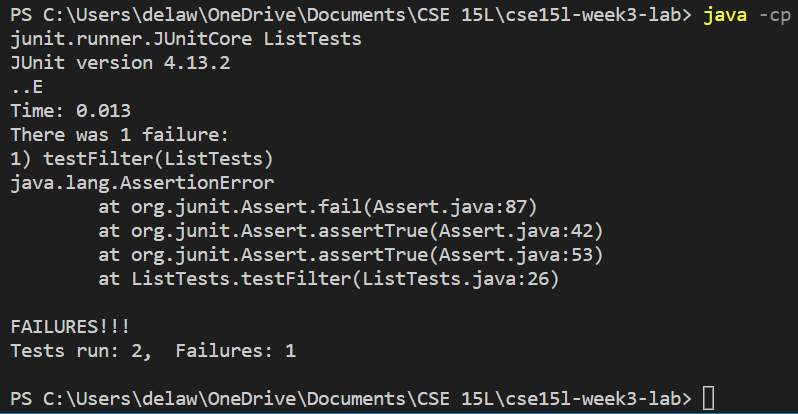 PS C:\Users\delaw\OneDrive\Documents\CSE 15L\cse15l-week3-lab> java -cp
junit.runner.JUnitCore ListTests
JUnit version 4.13.2
..E
Time: 0.013
There was 1 failure:
1) testFilter(ListTests)
java.lang.AssertionError
        at org.junit.Assert.fail(Assert.java:87)
        at org.junit.Assert.assertTrue(Assert.java:42)
        at org.junit.Assert.assertTrue(Assert.java:53)
        at ListTests.testFilter(ListTests.java:26)
FAILURES!!!
Tests run: 2,  Failures: 1
PS C:\Users\delaw\OneDrive\Documents\CSE 15L\cse15l-week3-lab>